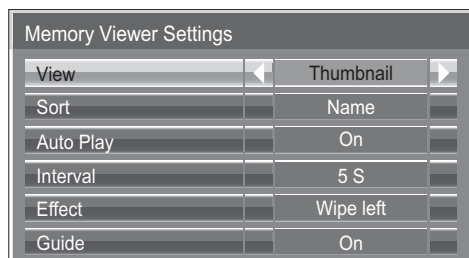 Memory Viewer Settings
View Thumbnail
Sort Name
Auto Play On
Interval 5 S
Effect Wipe left
Guide On